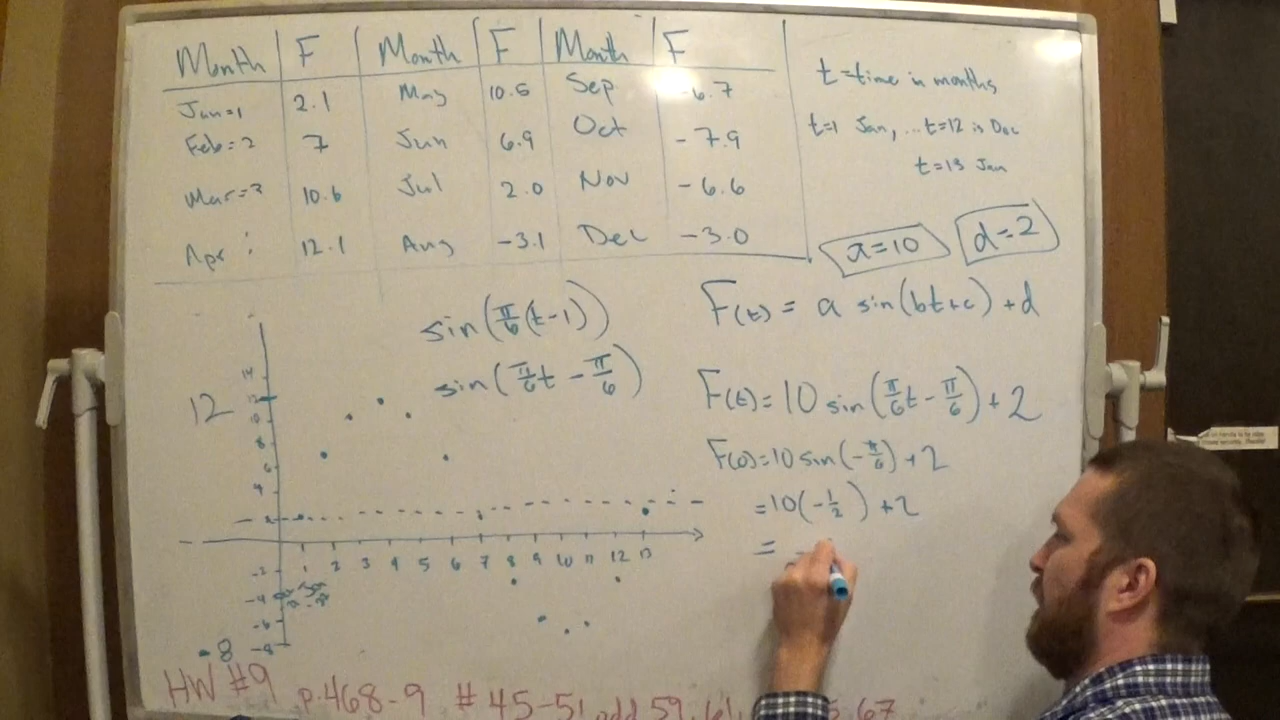 Month F Month F Month F
Jan=1 2.1 May 10.5 Sep -6.7
Feb=2 7 Jun 6.9 Oct -7.9
Mar=3 10.6 Jul 2.0 Nov -6.6
Apr : 12.1 Aug -3.1 Dec -3.0
t=time in months
t=1 Jan, ...t=12 is Dec
t=13 Jan
a=10 d=2
F(t) = a sin(bt+c)+d
sin(π/6(t-1))
sin(π/6t - π/6)
F(t)=10 sin(π/6t-π/6)+2
F(0)=10 sin(-π/6)+2
=10(-1/2)+2
=
12
14
12
10
8
6
4
2
1 2 3 4 5 6 7 8 9 10 11 12 13
-2
-4
-6
-8
-8
HW #9 p.468-9 # 45-51 odd 59, 61, 67